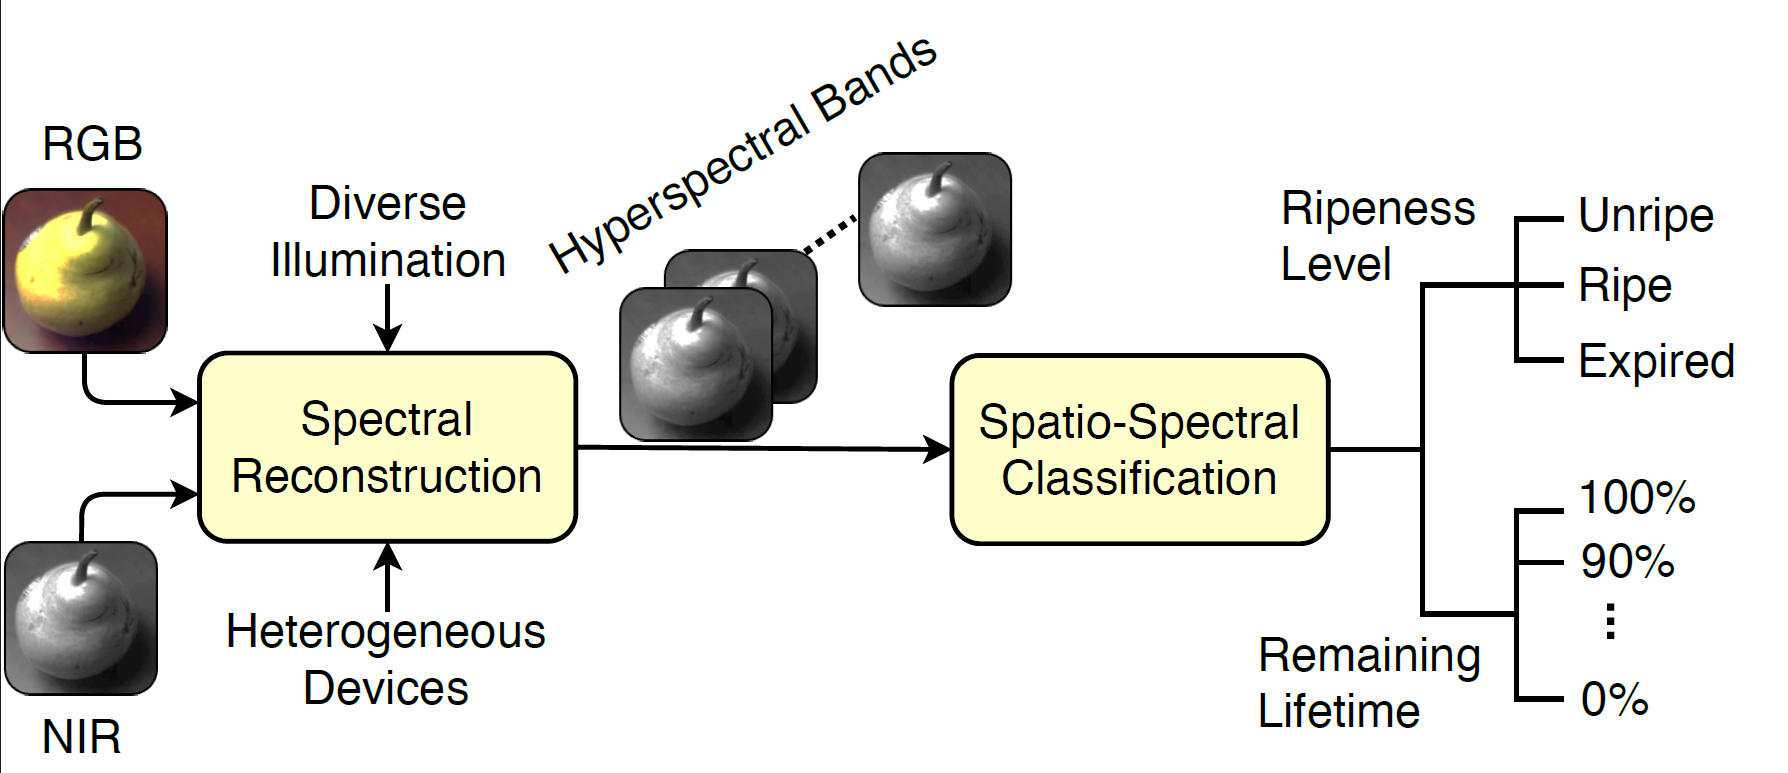 RGB
Diverse
Illumination
Hyperspectral Bands
Spectral
Reconstruction
Heterogeneous
Devices
NIR
Spatio-Spectral
Classification
Ripeness
Level
Unripe
Ripe
Expired
Remaining
Lifetime
100%
90%
⋮
0%